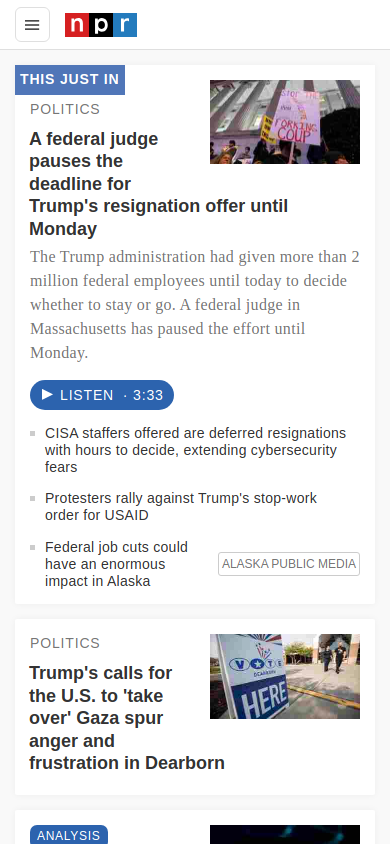 npr
THIS JUST IN
POLITICS
A federal judge
pauses the
deadline for
Trump's resignation offer until
Monday
The Trump administration had given more than 2
million federal employees until today to decide
whether to stay or go. A federal judge in
Massachusetts has paused the effort until
Monday.
LISTEN · 3:33
CISA staffers offered are deferred resignations
with hours to decide, extending cybersecurity
fears
Protesters rally against Trump's stop-work
order for USAID
Federal job cuts could
have an enormous
impact in Alaska
ALASKA PUBLIC MEDIA
STOP THE
COUP
POLITICS
Trump's calls for
the U.S. to 'take
over' Gaza spur
anger and
frustration in Dearborn
VOTE
DEARBORN
HERE
ANALYSIS